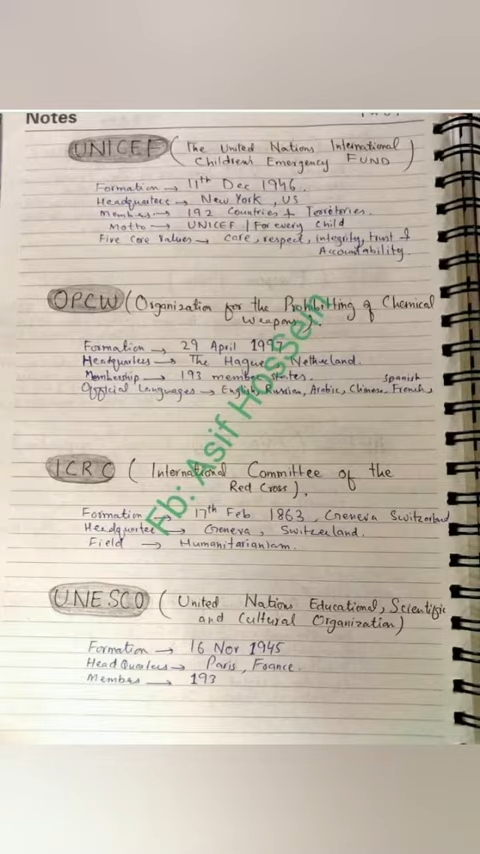 Notes
UNICEF (The United Nations International
Children's Emergency FUND)
Formation → 11th Dec 1946.
Headquarters → New York, US
Members → 192 Countries & Territories.
Motto → UNICEF | For every Child
Five Core Values → Care, respect, integrity, trust &
Accountability.
OPCW (Organization for the Prohibitting of Chemical
Weapons).
Formation → 29 April 1997
Headquarters → The Hague, Netherland.
Membership → 193 member states.
spanish
Official Languages → English, Russian, Arabic, Chinese, French,
ICRC (International Committee of the
Red Cross).
Formation → 17th Feb 1863, Geneva Switzerland
Headquarter → Geneva, Switzerland.
Field → Humanitarianism.
UNESCO (United Nations Educational, Scientific
and Cultural Organization)
Formation → 16 Nov 1945
Head Quarters → Paris, France.
Member → 193
Fb: Asif Hossein